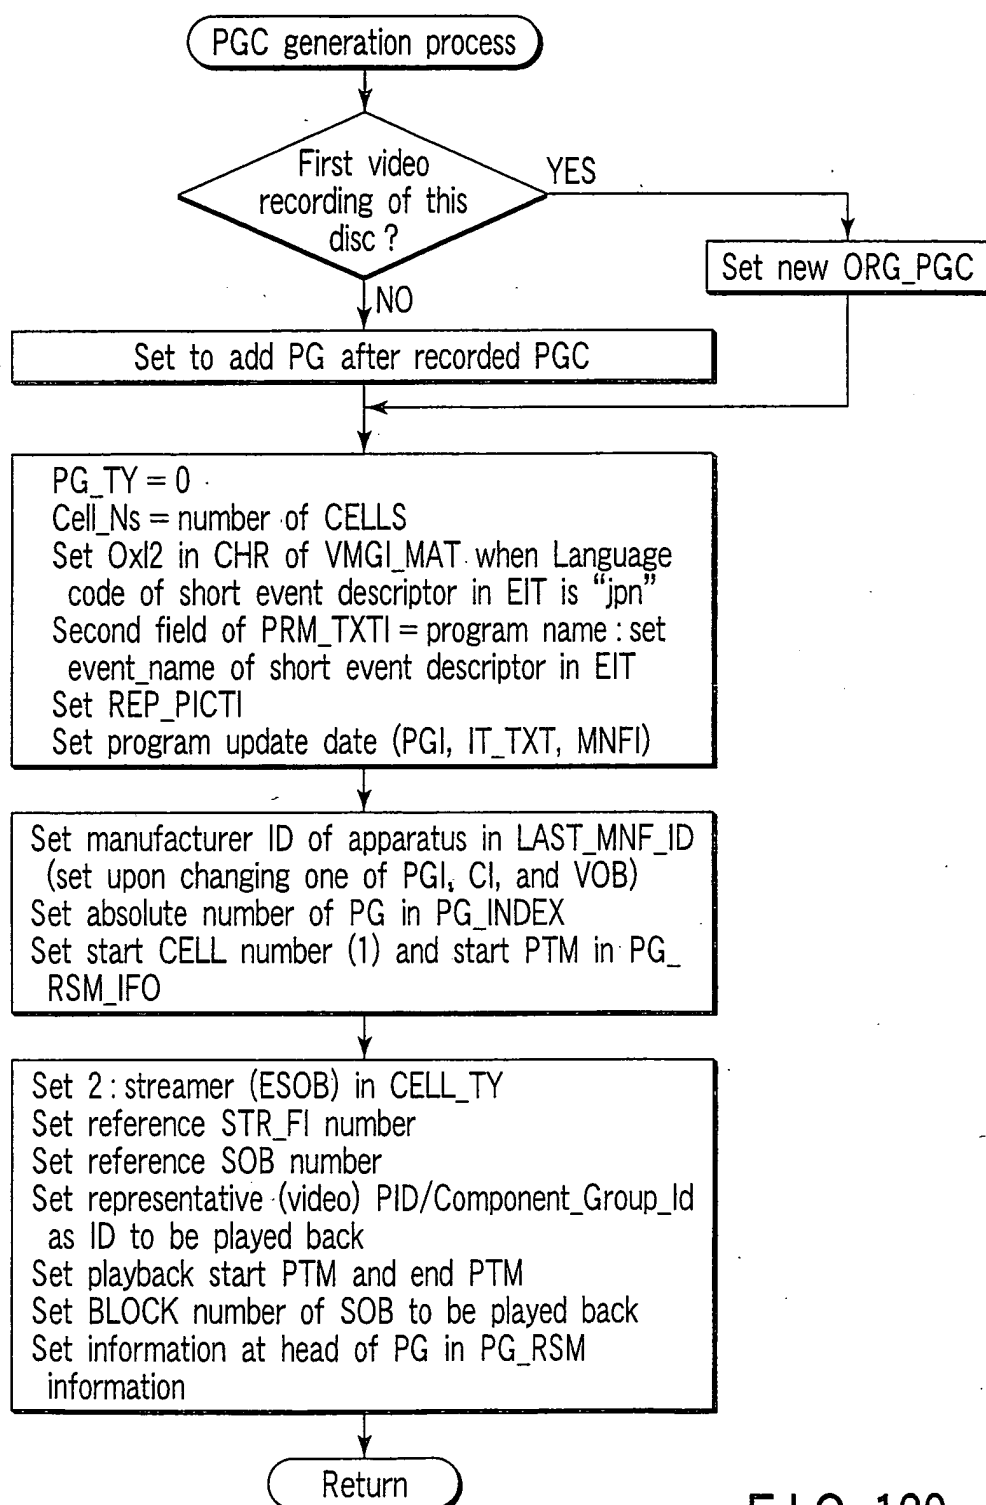 PGC generation process
First video
recording of this
disc ?
YES
Set new ORG_PGC
NO
Set to add PG after recorded PGC
PG_TY = 0
Cell_Ns = number of CELLS
Set Oxl2 in CHR of VMGI_MAT when Language
code of short event descriptor in EIT is “jpn”
Second field of PRM_TXTI = program name : set
event_name of short event descriptor in EIT
Set REP_PICTI
Set program update date (PGI, IT_TXT, MNFI)
Set manufacturer ID of apparatus in LAST_MNF_ID
(set upon changing one of PGI, CI, and VOB)
Set absolute number of PG in PG_INDEX
Set start CELL number (1) and start PTM in PG_
RSM_IFO
Set 2 : streamer (ESOB) in CELL_TY
Set reference STR_FI number
Set reference SOB number
Set representative (video) PID/Component_Group_Id
as ID to be played back
Set playback start PTM and end PTM
Set BLOCK number of SOB to be played back
Set information at head of PG in PG_RSM
information
Return